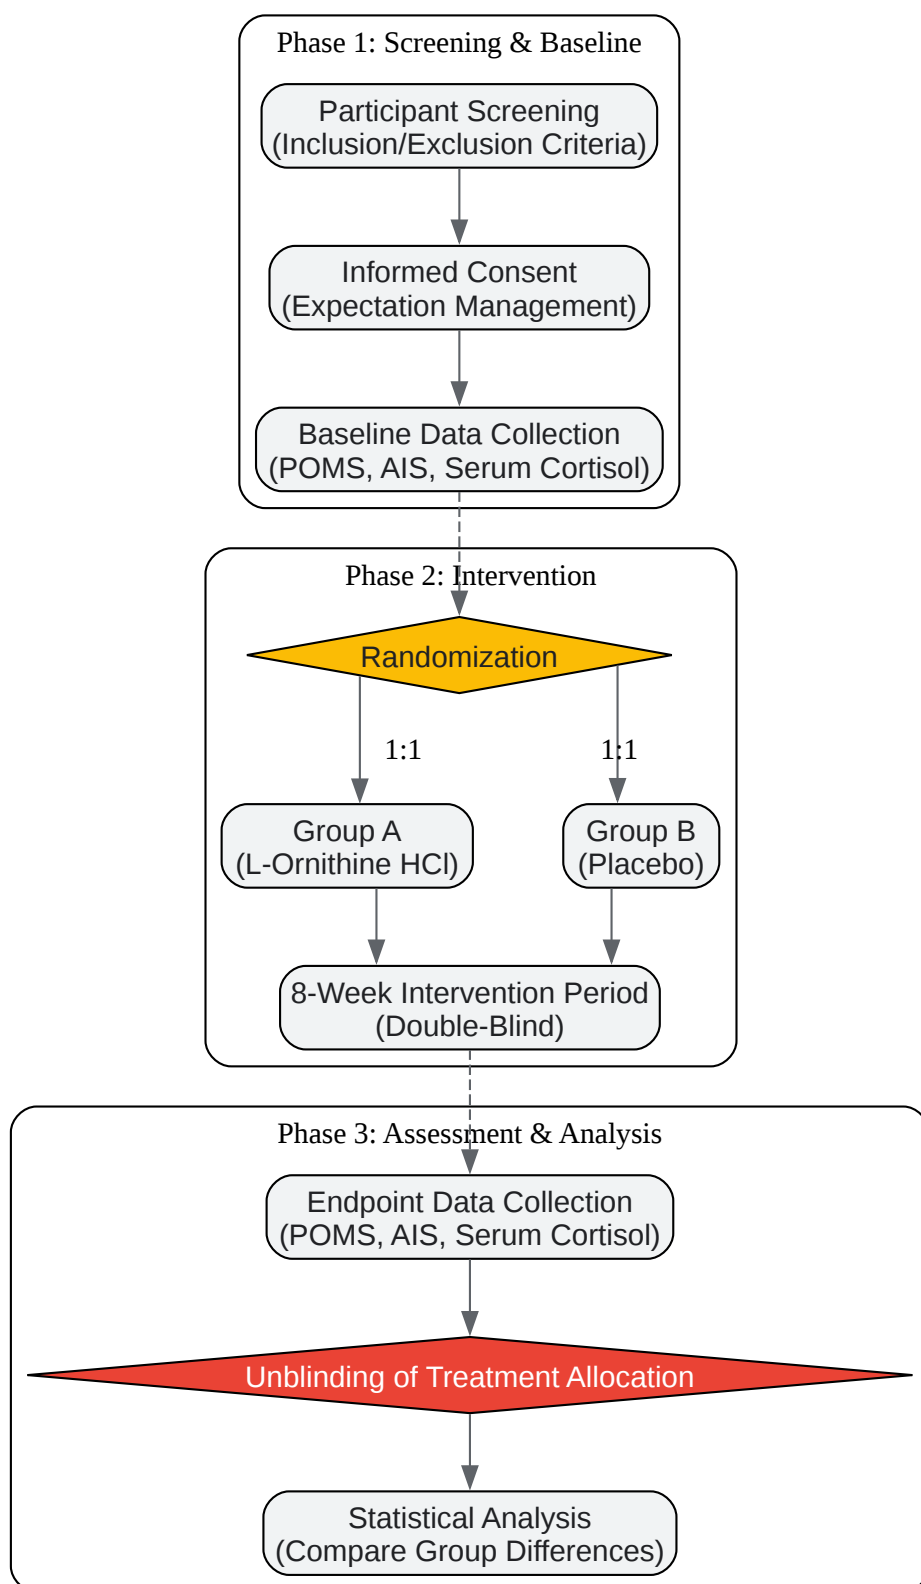 Phase 1: Screening & Baseline
Participant Screening
(Inclusion/Exclusion Criteria)
Informed Consent
(Expectation Management)
Baseline Data Collection
(POMS, AIS, Serum Cortisol)
Phase 2: Intervention
Randomization
1:1
1:1
Group A
(L-Ornithine HCl)
Group B
(Placebo)
8-Week Intervention Period
(Double-Blind)
Phase 3: Assessment & Analysis
Endpoint Data Collection
(POMS, AIS, Serum Cortisol)
Unblinding of Treatment Allocation
Statistical Analysis
(Compare Group Differences)